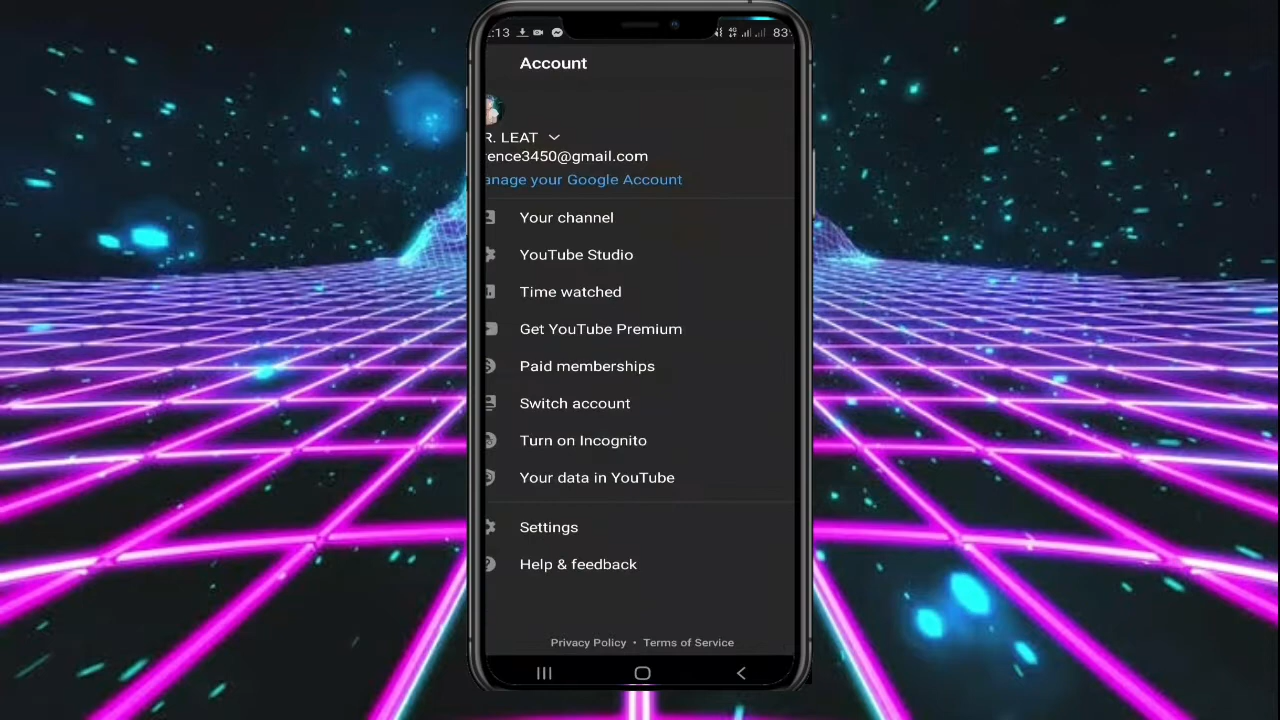 :13 83
Account
R. LEAT
ence3450@gmail.com
anage your Google Account
Your channel
YouTube Studio
Time watched
Get YouTube Premium
Paid memberships
Switch account
Turn on Incognito
Your data in YouTube
Settings
Help & feedback
Privacy Policy • Terms of Service